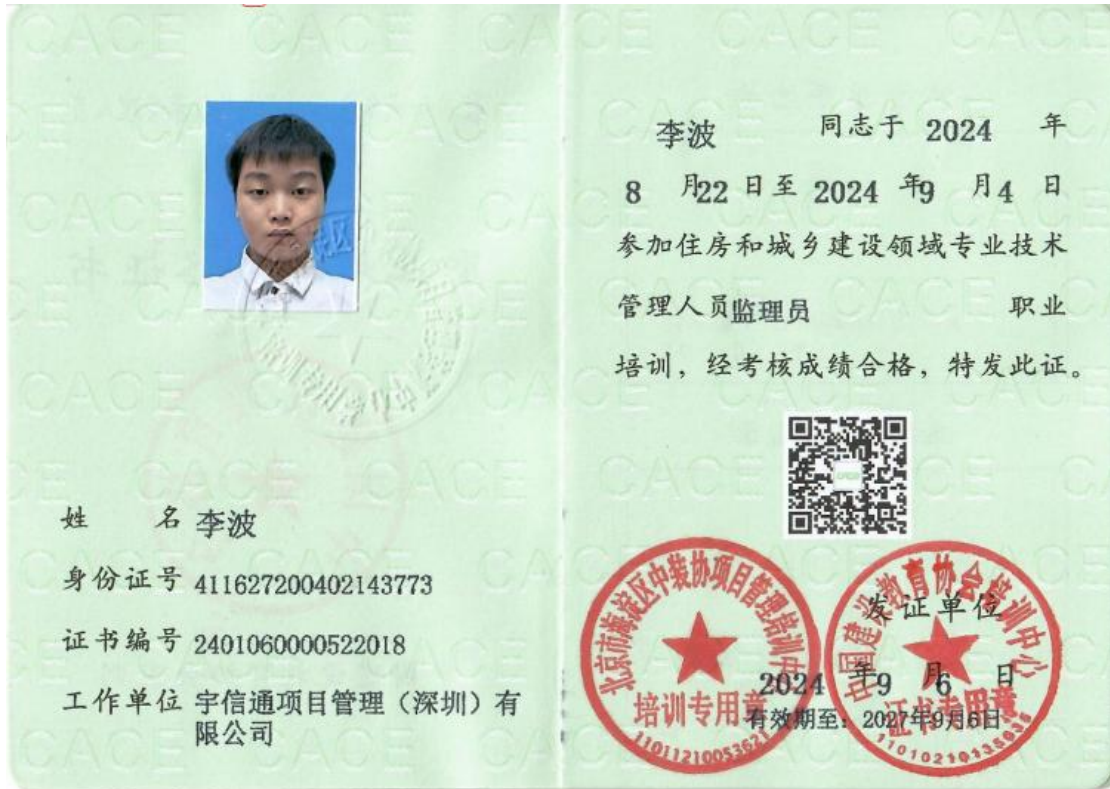 姓 名 李波
身份证号 411627200402143773
证书编号 2401060000522018
工作单位 宇信通项目管理（深圳）有
限公司
李波 同志于 2024 年
8 月22 日至 2024 年9 月4 日
参加住房和城乡建设领域专业技术
管理人员监理员 职业
培训，经考核成绩合格，特发此证。
北京市海淀区中装协项目管理培训中
培训专用章
中国建设教育协会培训中心
证书专用章
发证单位
2024 年9 月6 日
有效期至：2027年9月6日
CACE